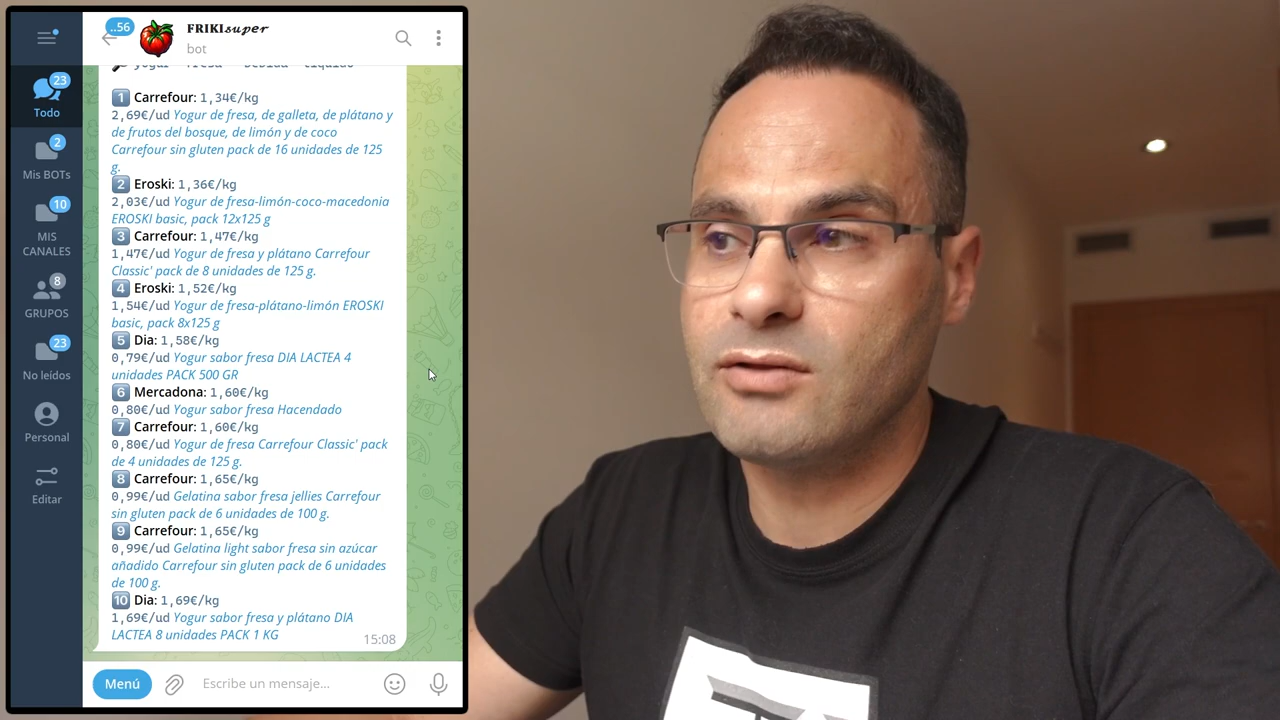 ..56
FRIKIsuper
bot
23
Todo
2
Mis BOTs
10
MIS
CANALES
8
GRUPOS
23
No leídos
Personal
Editar
yogur fresa -bebida -líquido
1 Carrefour: 1,34€/kg
2,69€/ud Yogur de fresa, de galleta, de plátano y
de frutos del bosque, de limón y de coco
Carrefour sin gluten pack de 16 unidades de 125
g.
2 Eroski: 1,36€/kg
2,03€/ud Yogur de fresa-limón-coco-macedonia
EROSKI basic, pack 12x125 g
3 Carrefour: 1,47€/kg
1,47€/ud Yogur de fresa y plátano Carrefour
Classic' pack de 8 unidades de 125 g.
4 Eroski: 1,52€/kg
1,54€/ud Yogur de fresa-plátano-limón EROSKI
basic, pack 8x125 g
5 Dia: 1,58€/kg
0,79€/ud Yogur sabor fresa DIA LACTEA 4
unidades PACK 500 GR
6 Mercadona: 1,60€/kg
0,80€/ud Yogur sabor fresa Hacendado
7 Carrefour: 1,60€/kg
0,80€/ud Yogur de fresa Carrefour Classic' pack
de 4 unidades de 125 g.
8 Carrefour: 1,65€/kg
0,99€/ud Gelatina sabor fresa jellies Carrefour
sin gluten pack de 6 unidades de 100 g.
9 Carrefour: 1,65€/kg
0,99€/ud Gelatina light sabor fresa sin azúcar
añadido Carrefour sin gluten pack de 6 unidades
de 100 g.
10 Dia: 1,69€/kg
1,69€/ud Yogur sabor fresa y plátano DIA
LACTEA 8 unidades PACK 1 KG
15:08
Menú
Escribe un mensaje...